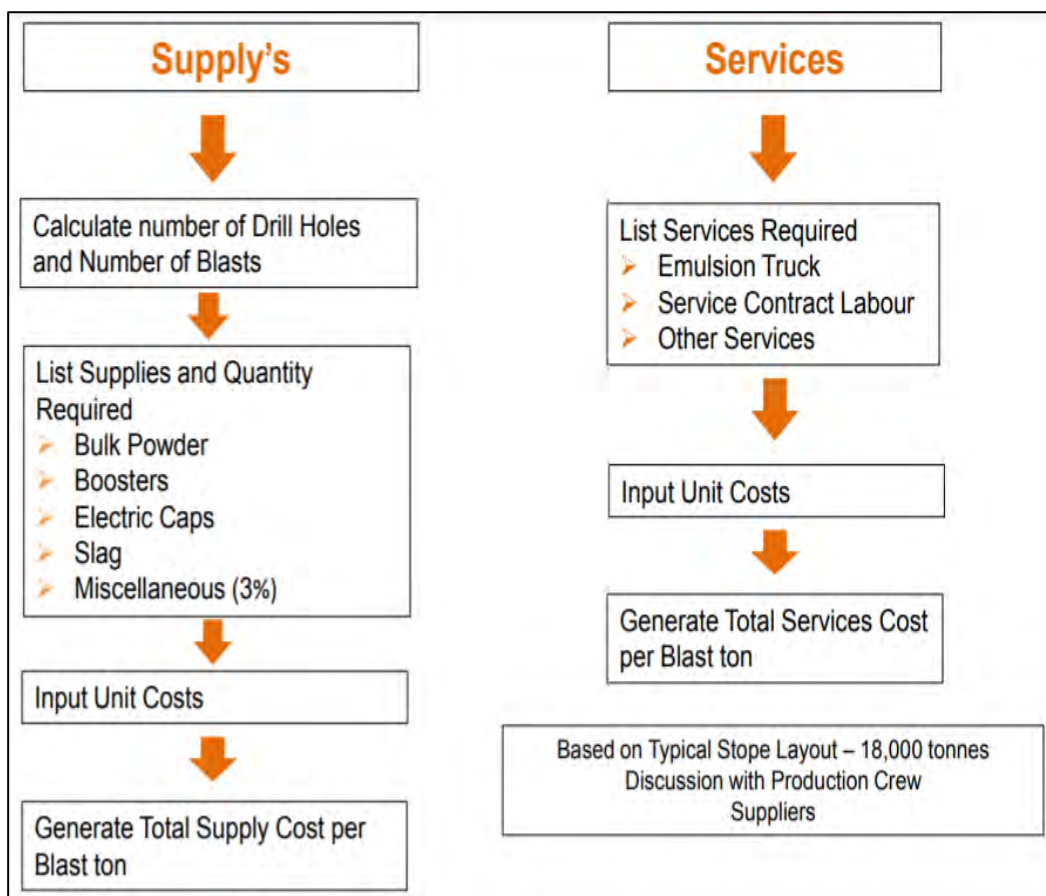 Supply's
Calculate number of Drill Holes
and Number of Blasts
List Supplies and Quantity
Required
Bulk Powder
Boosters
Electric Caps
Slag
Miscellaneous (3%)
Input Unit Costs
Generate Total Supply Cost per
Blast ton
Services
List Services Required
Emulsion Truck
Service Contract Labour
Other Services
Input Unit Costs
Generate Total Services Cost
per Blast ton
Based on Typical Stope Layout – 18,000 tonnes
Discussion with Production Crew
Suppliers